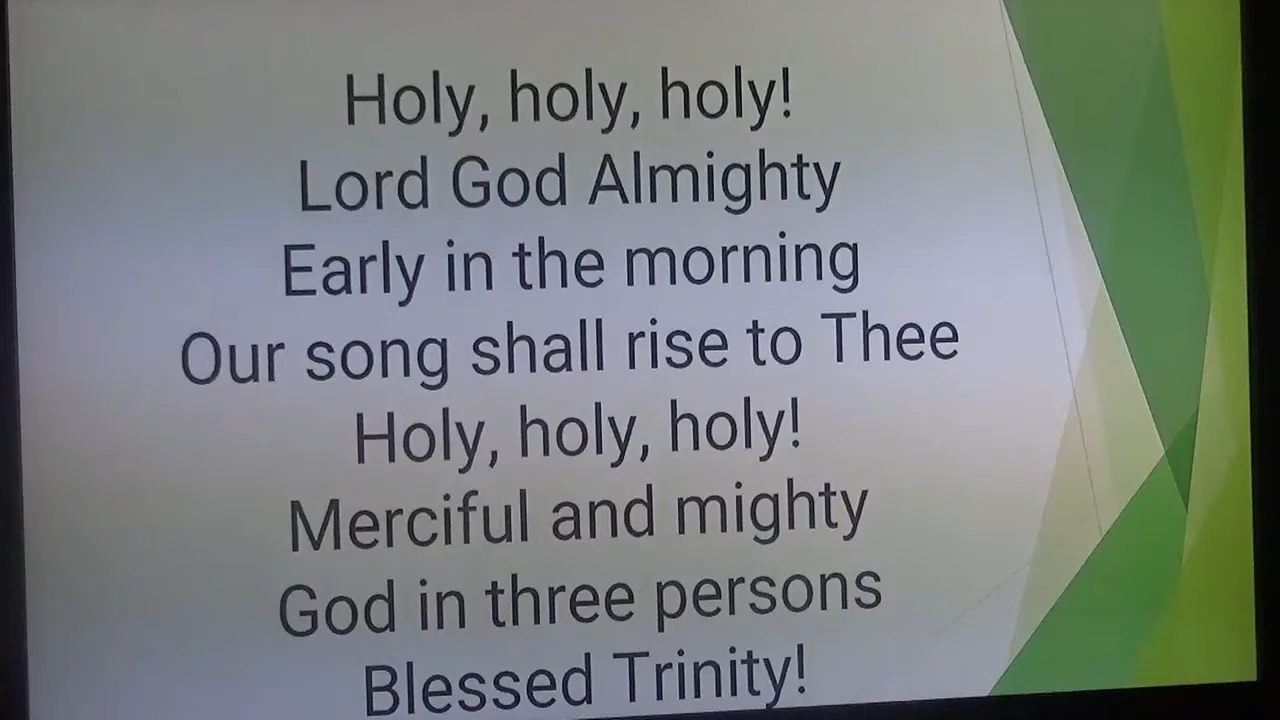 Holy, holy, holy!
Lord God Almighty
Early in the morning
Our song shall rise to Thee
Holy, holy, holy!
Merciful and mighty
God in three persons
Blessed Trinity!